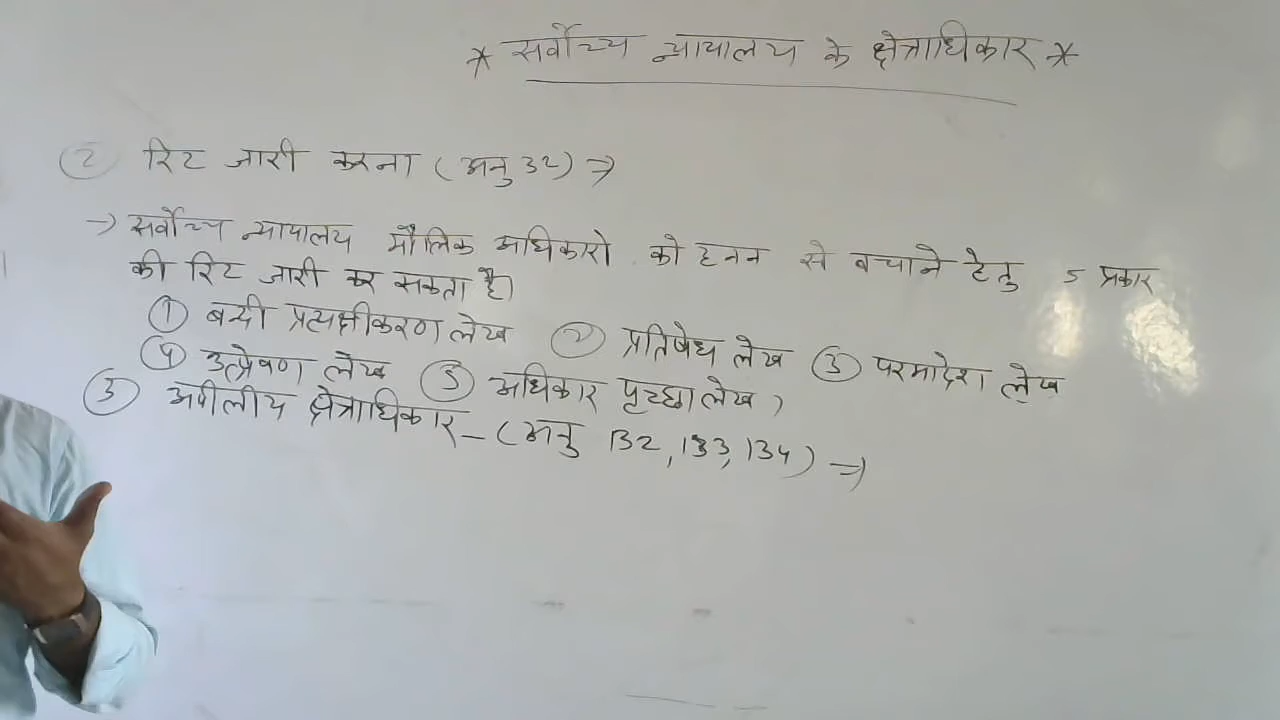 * सर्वोच्च न्यायालय के क्षेत्राधिकार *
② रिट जारी करना (अनु 32) ⇒
→ सर्वोच्च न्यायालय मौलिक अधिकारो को हनन से बचाने हेतु 5 प्रकार
की रिट जारी कर सकता है।
① बन्दी प्रत्यक्षीकरण लेख ② प्रतिषेध लेख ③ परमादेश लेख
④ उत्प्रेषण लेख ⑤ अधिकार पृच्छा लेख,
③ अपीलीय क्षेत्राधिकार - (अनु 132, 133, 134) ⇒